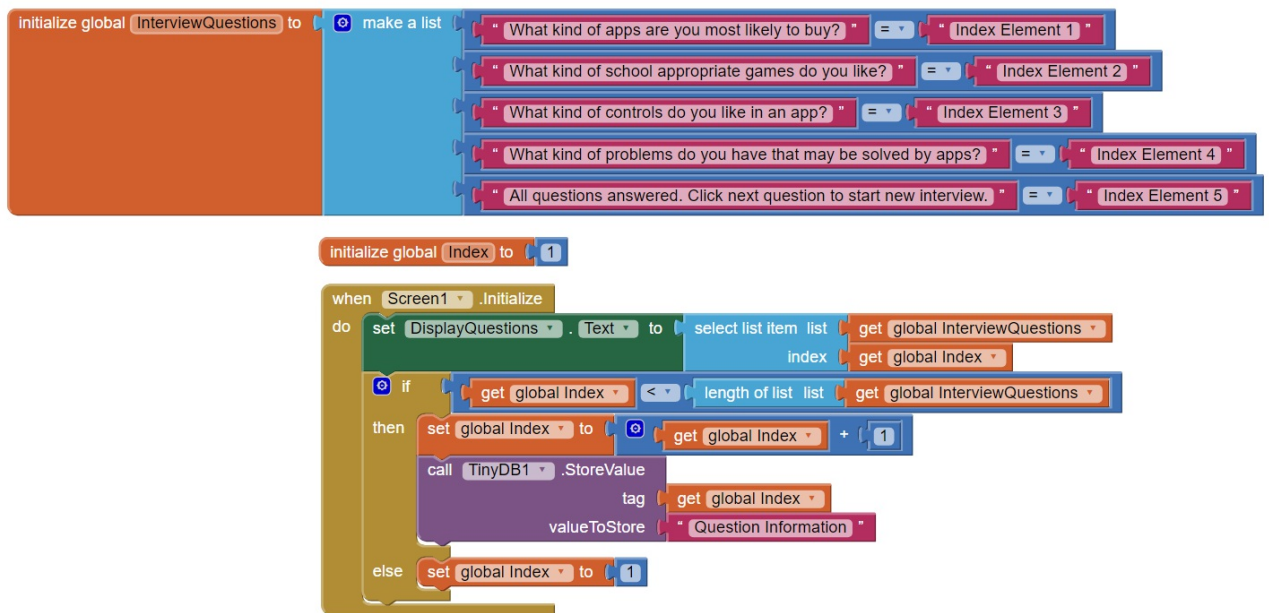 initialize global InterviewQuestions to make a list " What kind of apps are you most likely to buy? " = " Index Element 1 "
" What kind of school appropriate games do you like? " = " Index Element 2 "
" What kind of controls do you like in an app? " = " Index Element 3 "
" What kind of problems do you have that may be solved by apps? " = " Index Element 4 "
" All questions answered. Click next question to start new interview. " = " Index Element 5 "
initialize global Index to 1
when Screen1 .Initialize
do set DisplayQuestions . Text to select list item list get global InterviewQuestions
index get global Index
if get global Index < length of list list get global InterviewQuestions
then set global Index to get global Index + 1
call TinyDB1 .StoreValue
tag get global Index
valueToStore " Question Information "
else set global Index to 1